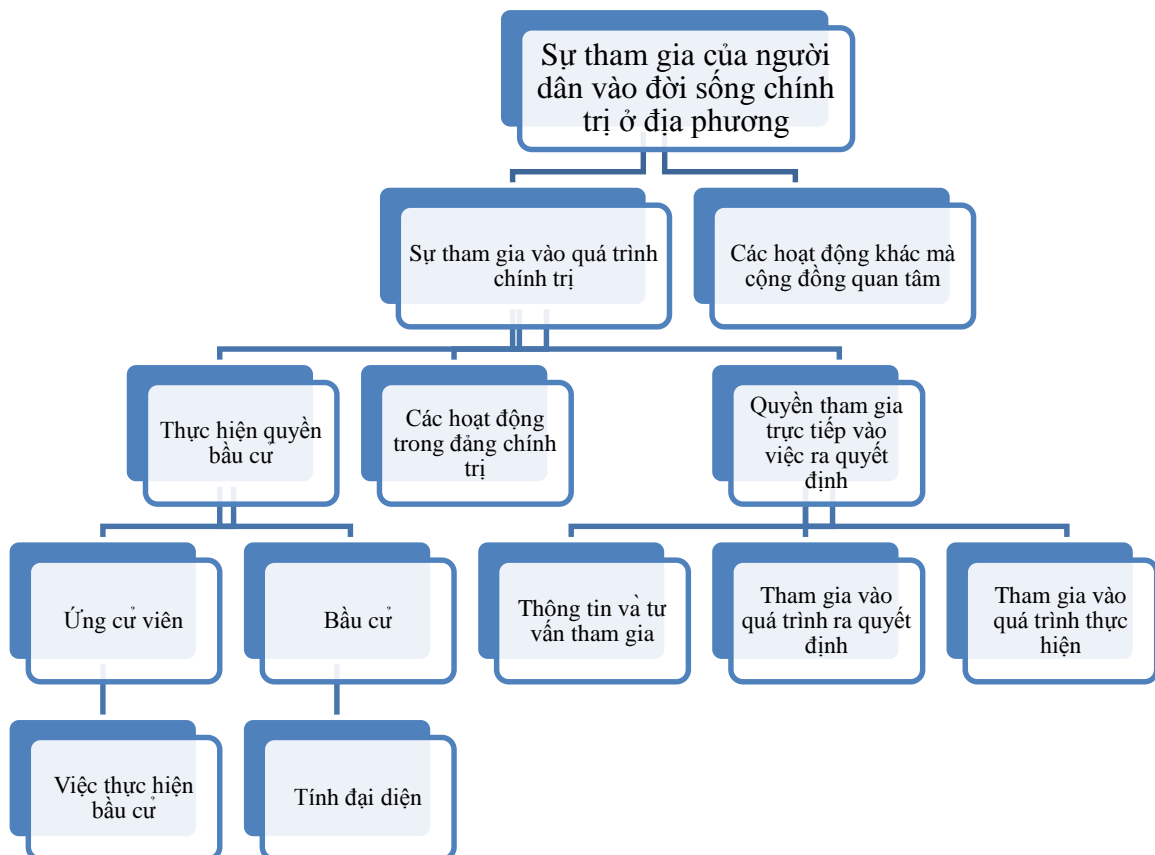 Sự tham gia của người
dân vào đời sống chính
trị ở địa phương
Sự tham gia vào quá trình
chính trị
Các hoạt động khác mà
cộng đồng quan tâm
Thực hiện quyền
bầu cử
Các hoạt động
trong đảng chính
trị
Quyền tham gia
trực tiếp vào
việc ra quyết
định
Ứng cử viên
Bầu cử
Thông tin và tư
vấn tham gia
Tham gia vào
quá trình ra quyết
định
Tham gia vào
quá trình thực
hiện
Việc thực hiện
bầu cử
Tính đại diện